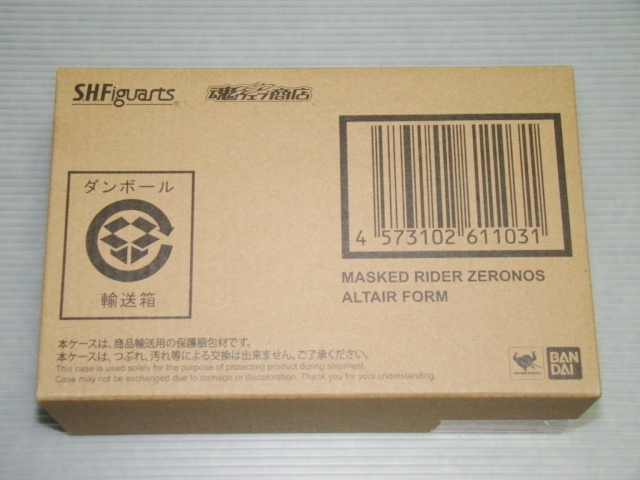 S.H.Figuarts
魂ウェブ商店
ダンボール
輸送箱
4 573102 611031
MASKED RIDER ZERONOS
ALTAIR FORM
本ケースは、商品輸送用の保護梱包材です。
本ケースは、つぶれ、汚れ等による交換は出来ません。ご了承ください。
This case is used solely for the purpose of protecting product during shipment.
Case may not be exchanged due to damage or discoloration. Thank you for your understanding.
BAN
DAI